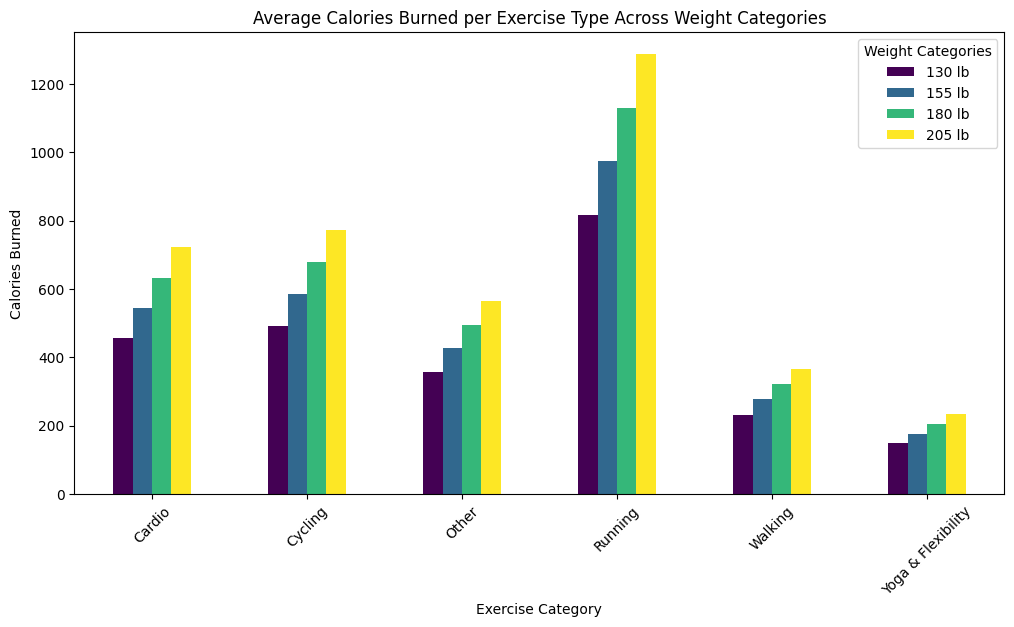 Average Calories Burned per Exercise Type Across Weight Categories
Weight Categories
130 lb
155 lb
180 lb
205 lb
Calories Burned
1200
1000
800
600
400
200
0
Cardio
Cycling
Other
Running
Walking
Yoga & Flexibility
Exercise Category